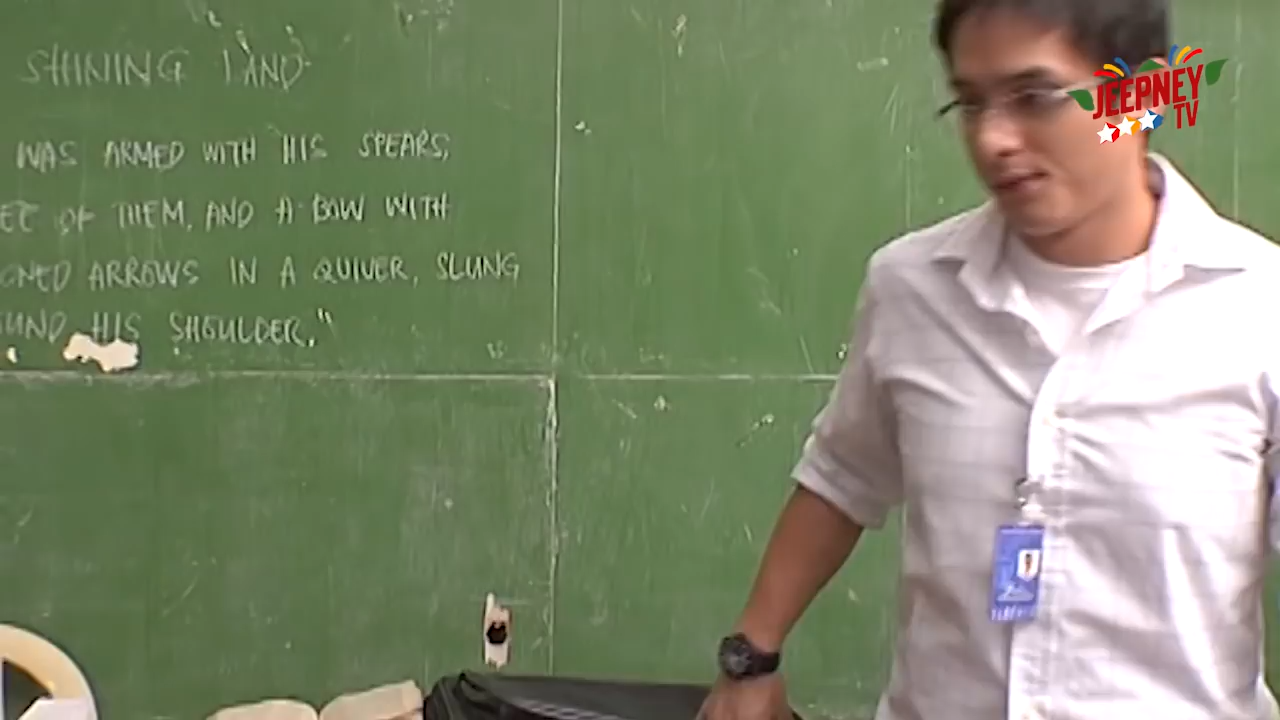 SHINING LAND
WAS ARMED WITH HIS SPEARS,
OF THEM, AND A BOW WITH
ARROWS IN A QUIVER, SLUNG
HIS SHOULDER."
JEEPNEY
TV